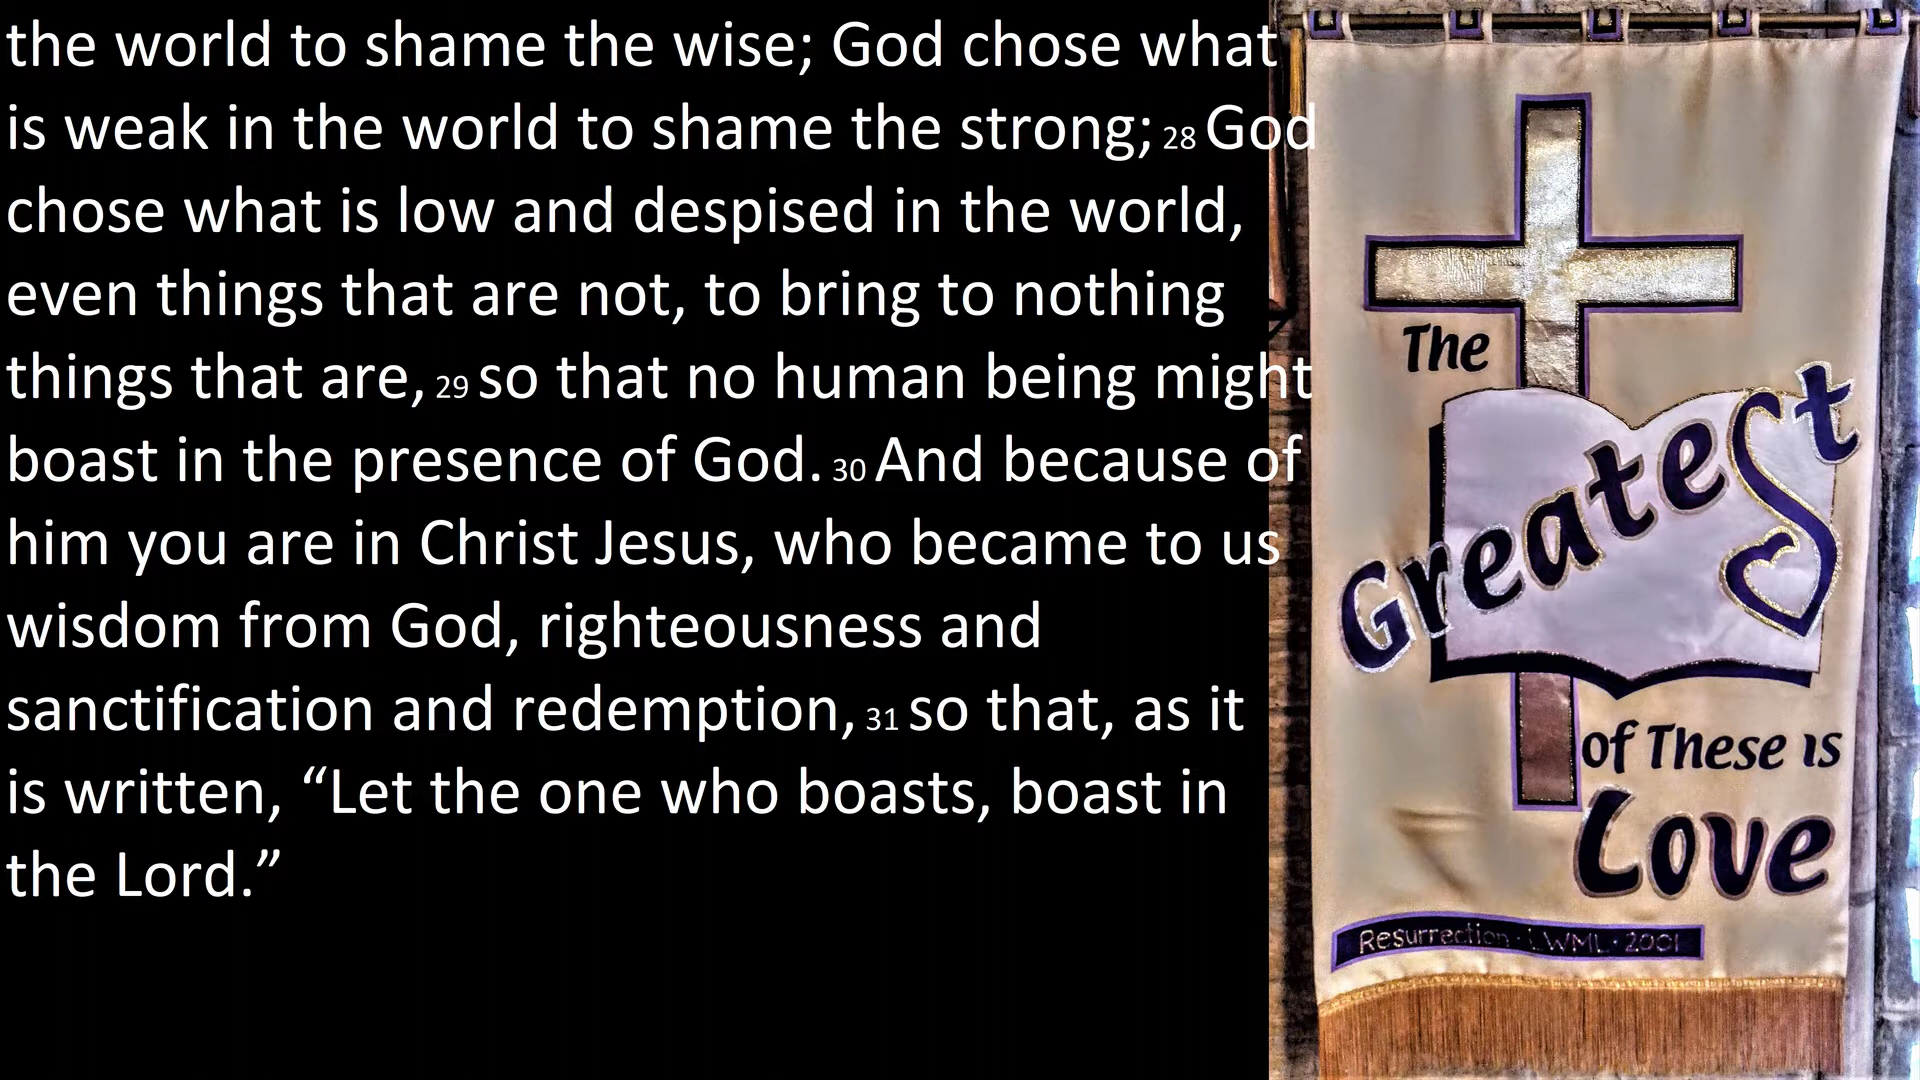 the world to shame the wise; God chose what
is weak in the world to shame the strong; 28 God
chose what is low and despised in the world,
even things that are not, to bring to nothing
things that are, 29 so that no human being might
boast in the presence of God. 30 And because of
him you are in Christ Jesus, who became to us
wisdom from God, righteousness and
sanctification and redemption, 31 so that, as it
is written, “Let the one who boasts, boast in
the Lord.”
The
Greatest
of These is
Love
Resurrection · LWML · 2001